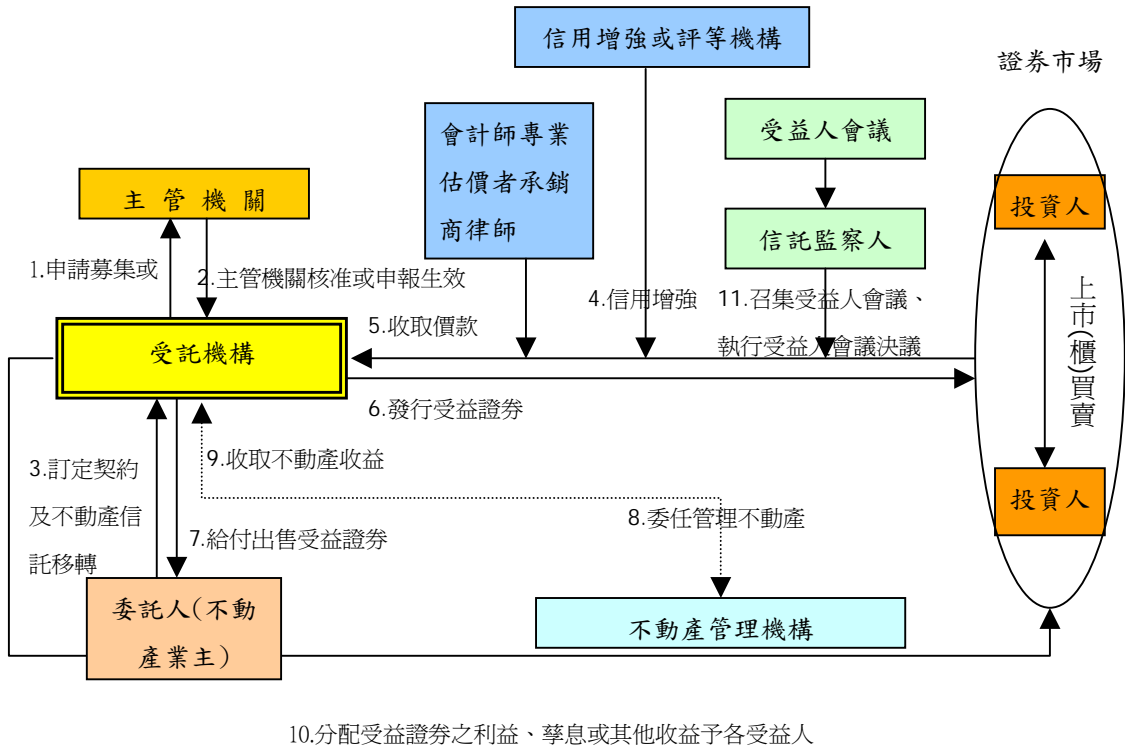 信用增強或評等機構
證券市場
會計師專業
估價者承銷
商律師
受益人會議
主管機關
投資人
信託監察人
1.申請募集或
2.主管機關核准或申報生效
4.信用增強
11.召集受益人會議、
執行受益人會議決議
5.收取價款
受託機構
上市(櫃)買賣
6.發行受益證券
3.訂定契約
及不動產信
託移轉
9.收取不動產收益
投資人
8.委任管理不動產
7.給付出售受益證券
委託人(不動
產業主)
不動產管理機構
10.分配受益證券之利益、孳息或其他收益予各受益人